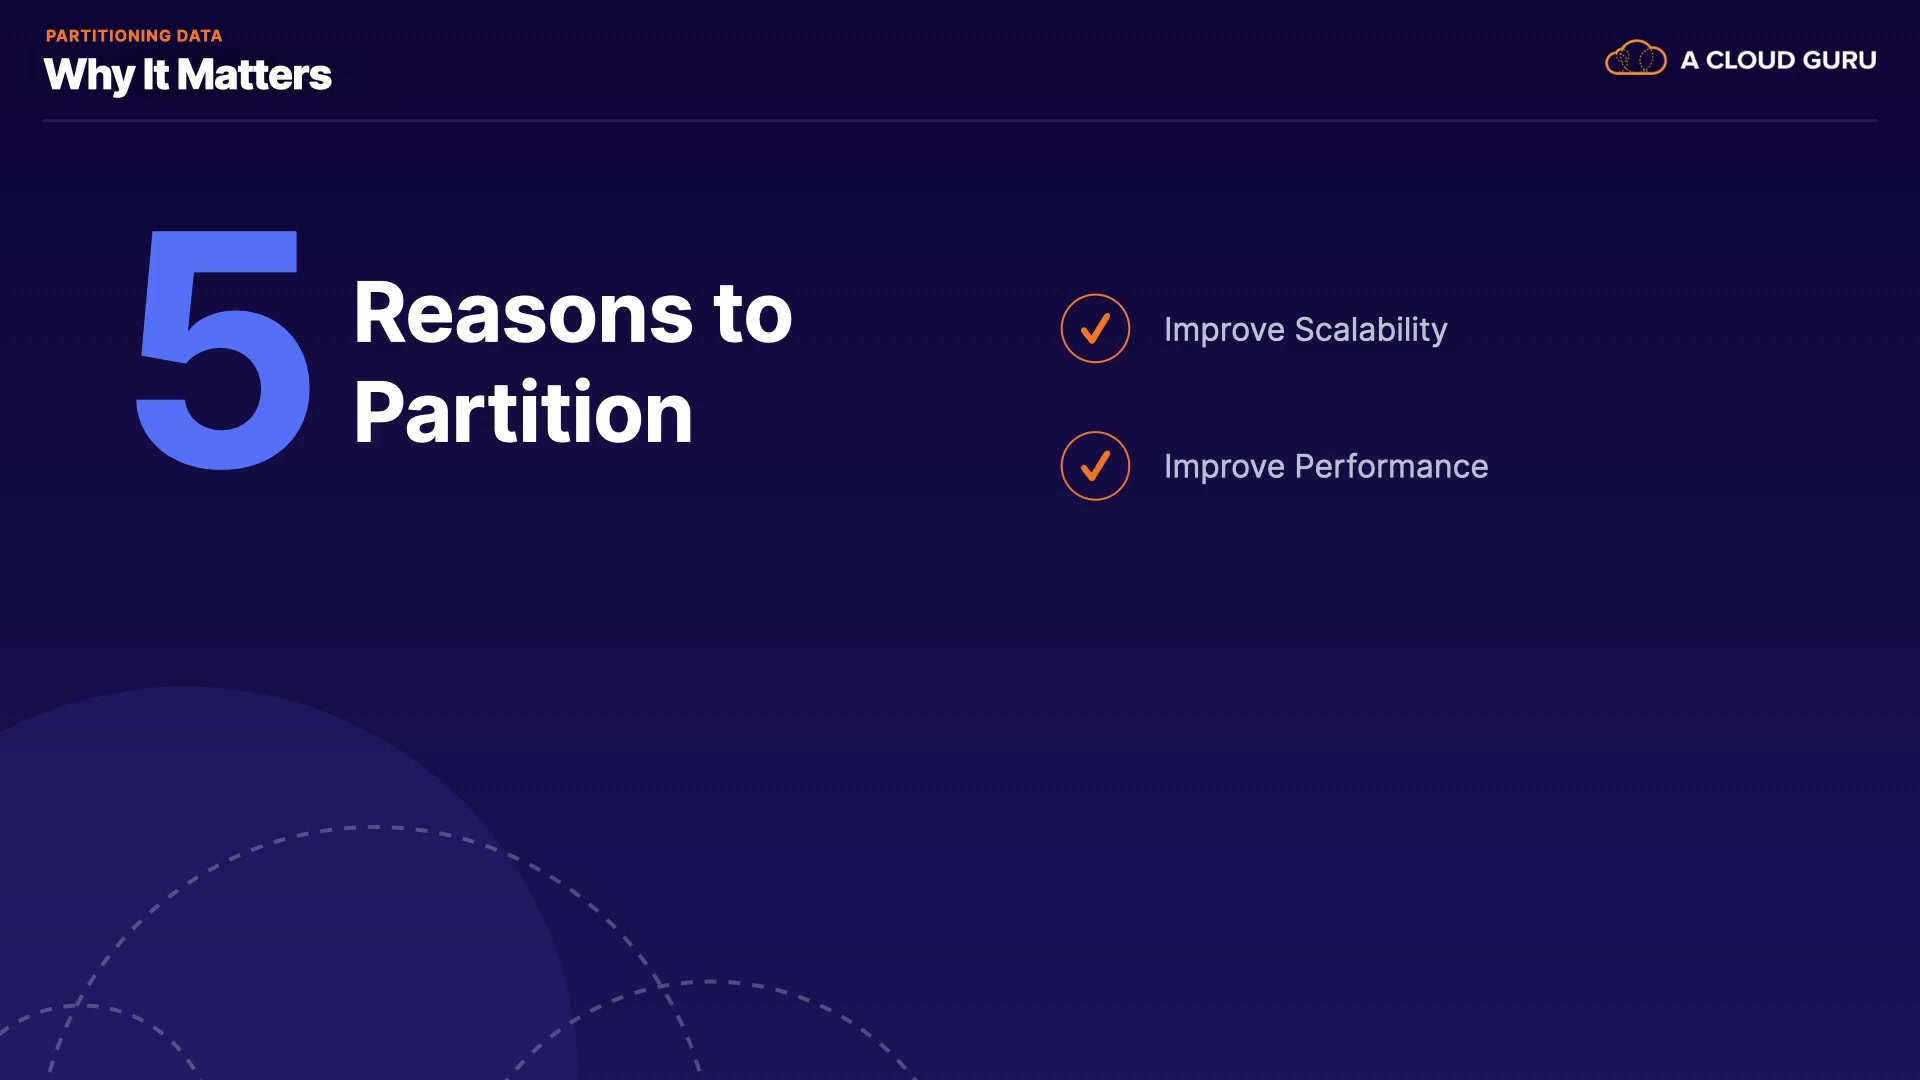 PARTITIONING DATA
Why It Matters
A CLOUD GURU
5
Reasons to
Partition
Improve Scalability
Improve Performance